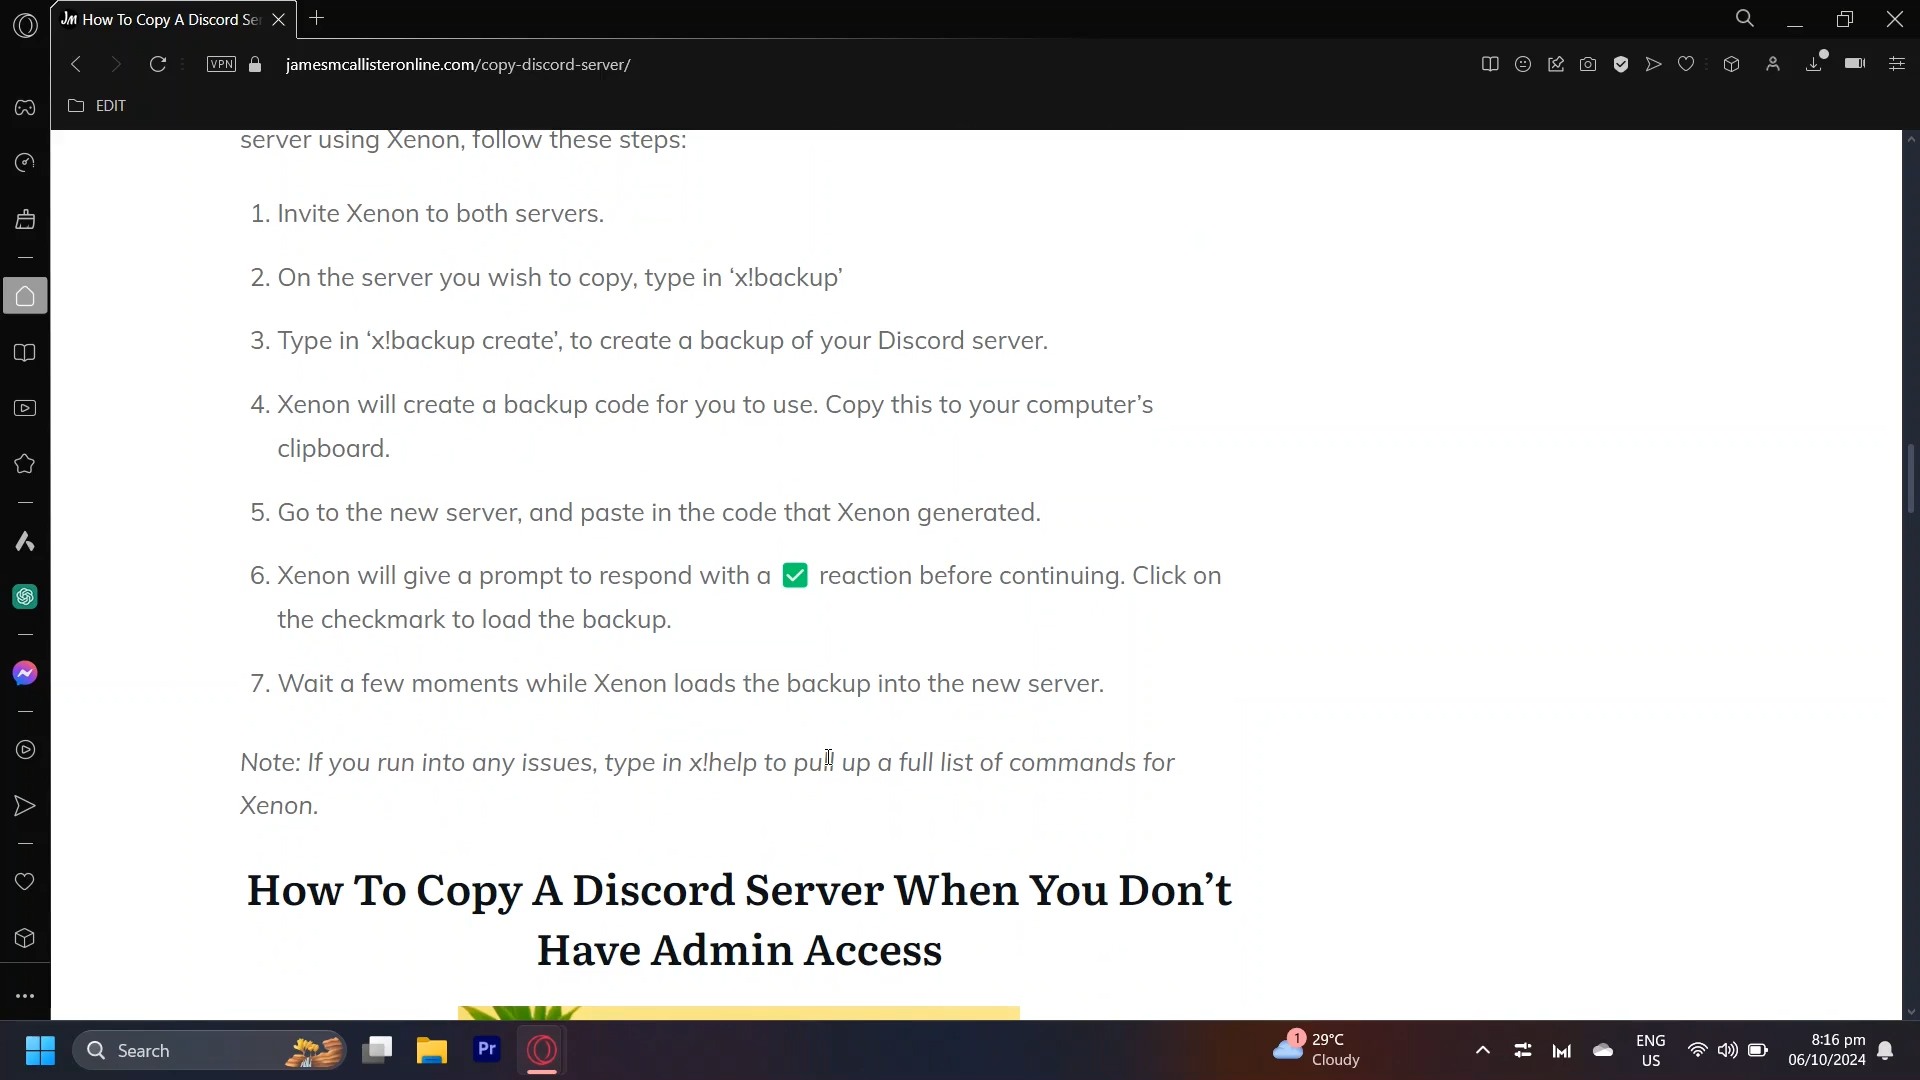 How To Copy A Discord Se
VPN
jamesmcallisteronline.com/copy-discord-server/
EDIT
server using Xenon, follow these steps:
1. Invite Xenon to both servers.
2. On the server you wish to copy, type in ‘x!backup’
3. Type in ‘x!backup create’, to create a backup of your Discord server.
4. Xenon will create a backup code for you to use. Copy this to your computer’s
clipboard.
5. Go to the new server, and paste in the code that Xenon generated.
6. Xenon will give a prompt to respond with a ✅ reaction before continuing. Click on
the checkmark to load the backup.
7. Wait a few moments while Xenon loads the backup into the new server.
Note: If you run into any issues, type in x!help to pull up a full list of commands for
Xenon.
How To Copy A Discord Server When You Don’t
Have Admin Access
Search
Pr
1
29°C
Cloudy
ENG
US
8:16 pm
06/10/2024